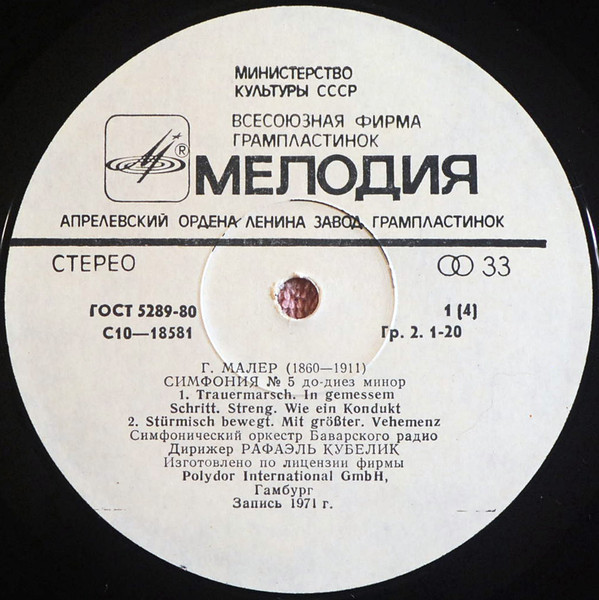 МИНИСТЕРСТВО
КУЛЬТУРЫ СССР
ВСЕСОЮЗНАЯ ФИРМА
ГРАМПЛАСТИНОК
® МЕЛОДИЯ
АПРЕЛЕВСКИЙ ОРДЕНА ЛЕНИНА ЗАВОД ГРАМПЛАСТИНОК
СТЕРЕО 33
ГОСТ 5289-80 1 (4)
С10—18581 Гр. 2. 1-20
Г. МАЛЕР (1860—1911)
СИМФОНИЯ № 5 до-диез минор
1. Trauermarsch. In gemessem
Schritt. Streng. Wie ein Kondukt
2. Stürmisch bewegt. Mit größter. Vehemenz
Симфонический оркестр Баварского радио
Дирижер РАФАЭЛЬ КУБЕЛИК
Изготовлено по лицензии фирмы
Polydor International GmbH,
Гамбург
Запись 1971 г.